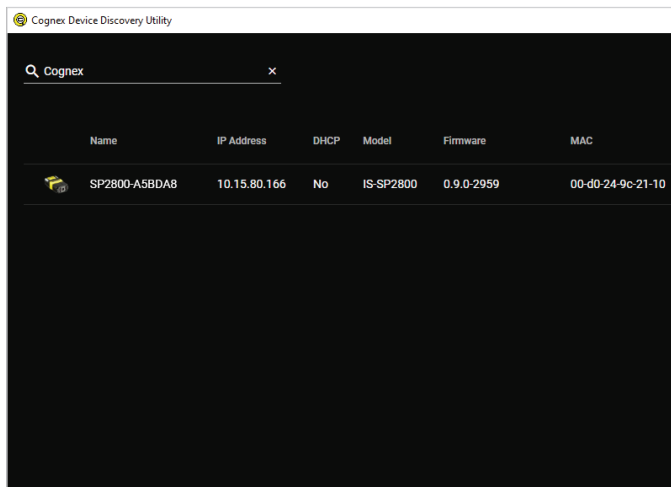 Cognex Device Discovery Utility
Cognex ×
Name IP Address DHCP Model Firmware MAC
SP2800-A5BDA8 10.15.80.166 No IS-SP2800 0.9.0-2959 00-d0-24-9c-21-10